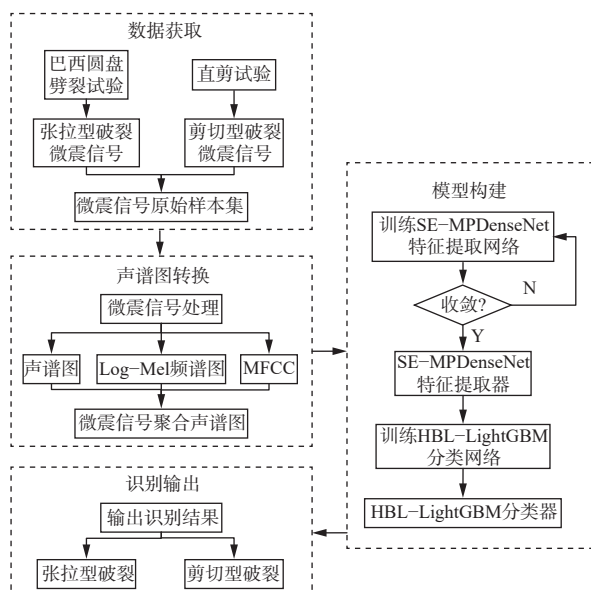 数据获取
巴西圆盘
劈裂试验
直剪试验
张拉型破裂
微震信号
剪切型破裂
微震信号
微震信号原始样本集
声谱图转换
微震信号处理
声谱图
Log−Mel频谱图
MFCC
微震信号聚合声谱图
模型构建
训练SE−MPDenseNet
特征提取网络
收敛?
N
Y
SE−MPDenseNet
特征提取器
训练HBL−LightGBM
分类网络
HBL−LightGBM分类器
识别输出
输出识别结果
张拉型破裂
剪切型破裂